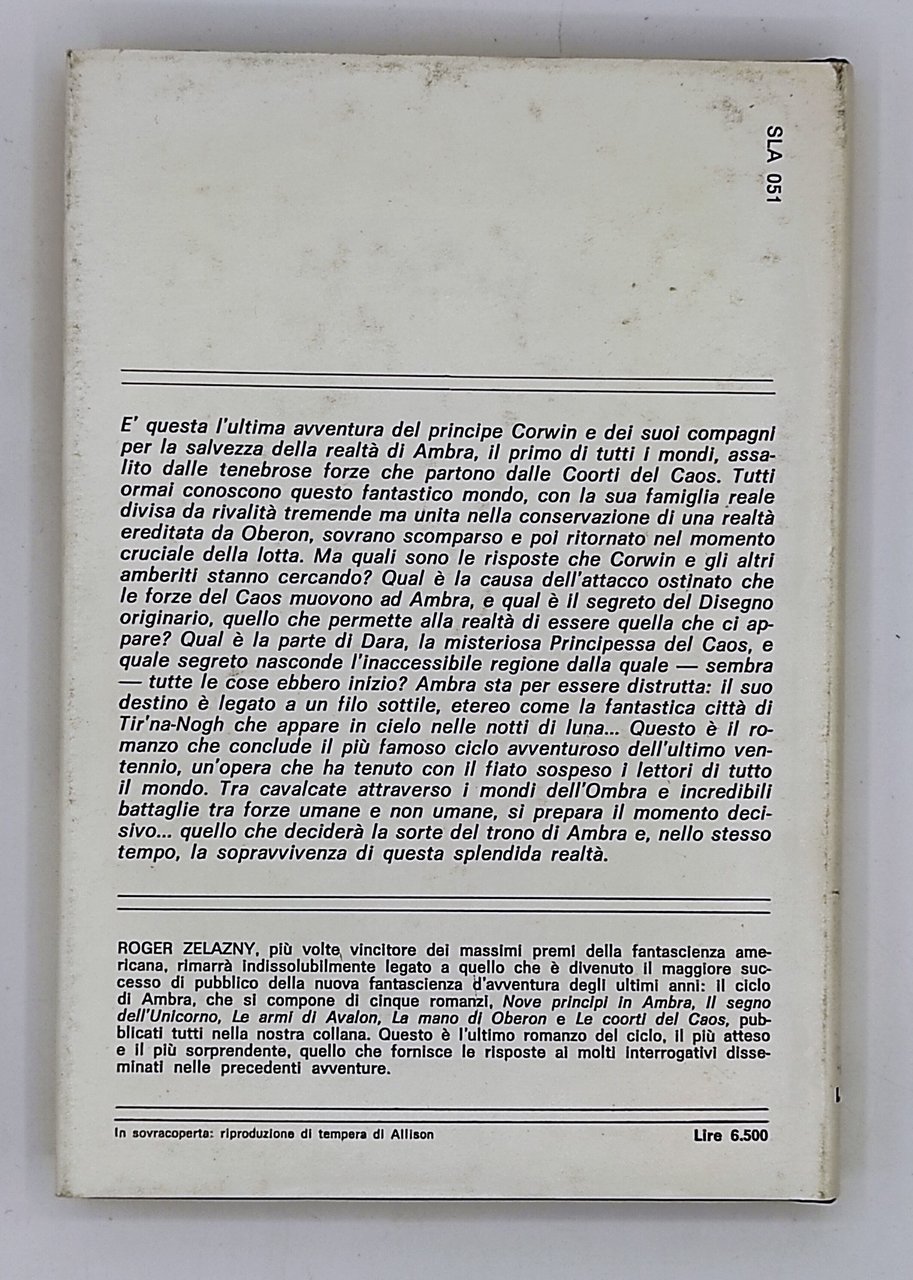 SLA 051
E' questa l'ultima avventura del principe Corwin e dei suoi compagni
per la salvezza della realtà di Ambra, il primo di tutti i mondi, assa-
lito dalle tenebrose forze che partono dalle Coorti del Caos. Tutti
ormai conoscono questo fantastico mondo, con la sua famiglia reale
divisa da rivalità tremende ma unita nella conservazione di una realtà
ereditata da Oberon, sovrano scomparso e poi ritornato nel momento
cruciale della lotta. Ma quali sono le risposte che Corwin e gli altri
amberiti stanno cercando? Qual è la causa dell'attacco ostinato che
le forze del Caos muovono ad Ambra, e qual è il segreto del Disegno
originario, quello che permette alla realtà di essere quella che ci ap-
pare? Qual è la parte di Dara, la misteriosa Principessa del Caos, e
quale segreto nasconde l'inaccessibile regione dalla quale — sembra
— tutte le cose ebbero inizio? Ambra sta per essere distrutta: il suo
destino è legato a un filo sottile, etereo come la fantastica città di
Tir'na-Nogh che appare in cielo nelle notti di luna... Questo è il ro-
manzo che conclude il più famoso ciclo avventuroso dell'ultimo ven-
tennio, un'opera che ha tenuto con il fiato sospeso i lettori di tutto
il mondo. Tra cavalcate attraverso i mondi dell'Ombra e incredibili
battaglie tra forze umane e non umane, si prepara il momento deci-
sivo... quello che deciderà la sorte del trono di Ambra e, nello stesso
tempo, la sopravvivenza di questa splendida realtà.
ROGER ZELAZNY, più volte vincitore dei massimi premi della fantascienza ame-
ricana, rimarrà indissolubilmente legato a quello che è divenuto il maggiore suc-
cesso di pubblico della nuova fantascienza d'avventura degli ultimi anni: il ciclo
di Ambra, che si compone di cinque romanzi, Nove principi in Ambra, Il segno
dell'Unicorno, Le armi di Avalon, La mano di Oberon e Le coorti del Caos, pub-
blicati tutti nella nostra collana. Questo è l'ultimo romanzo del ciclo, il più atteso
e il più sorprendente, quello che fornisce le risposte ai molti interrogativi disse-
minati nelle precedenti avventure.
In sovracoperta: riproduzione di tempera di Allison
Lire 6.500